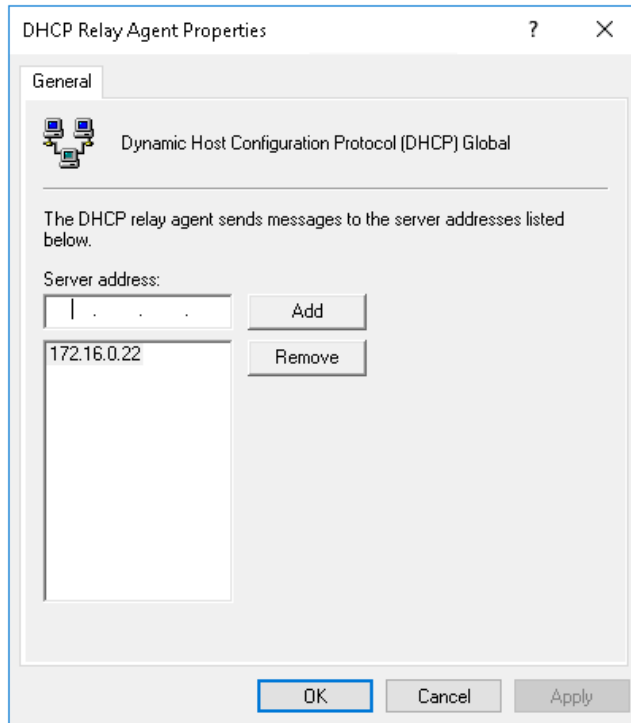 DHCP Relay Agent Properties
?
General
Dynamic Host Configuration Protocol (DHCP) Global
The DHCP relay agent sends messages to the server addresses listed
below.
Server address:
. . .
Add
172.16.0.22
Remove
OK
Cancel
Apply